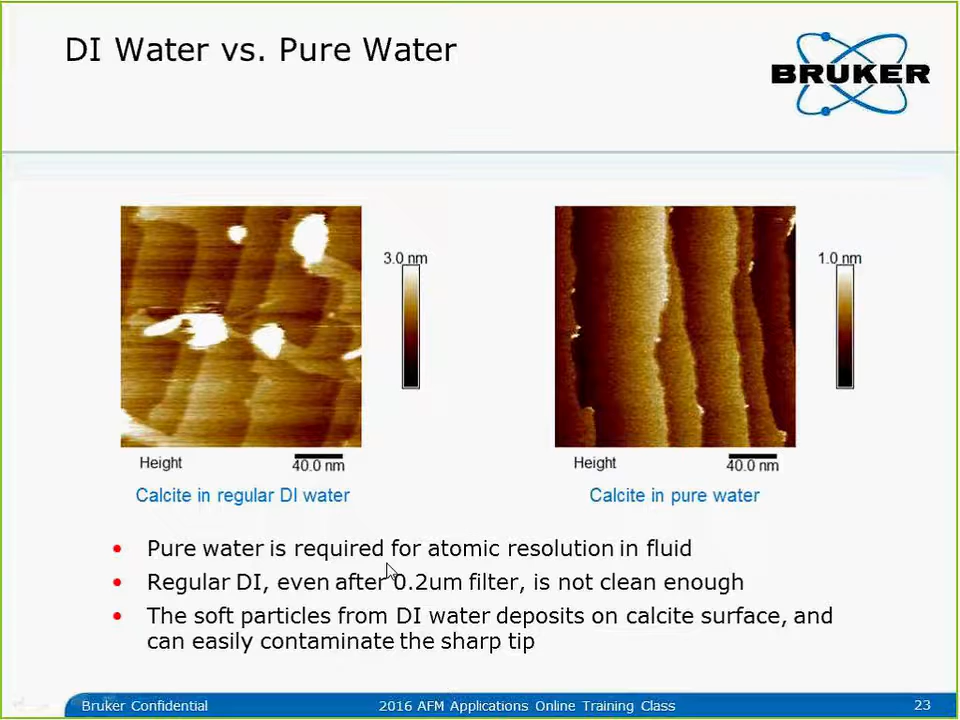 DI Water vs. Pure Water
BRUKER
3.0 nm
1.0 nm
Height
40.0 nm
Height
40.0 nm
Calcite in regular DI water
Calcite in pure water
• Pure water is required for atomic resolution in fluid
• Regular DI, even after 0.2um filter, is not clean enough
• The soft particles from DI water deposits on calcite surface, and
can easily contaminate the sharp tip
Bruker Confidential
2016 AFM Applications Online Training Class
23